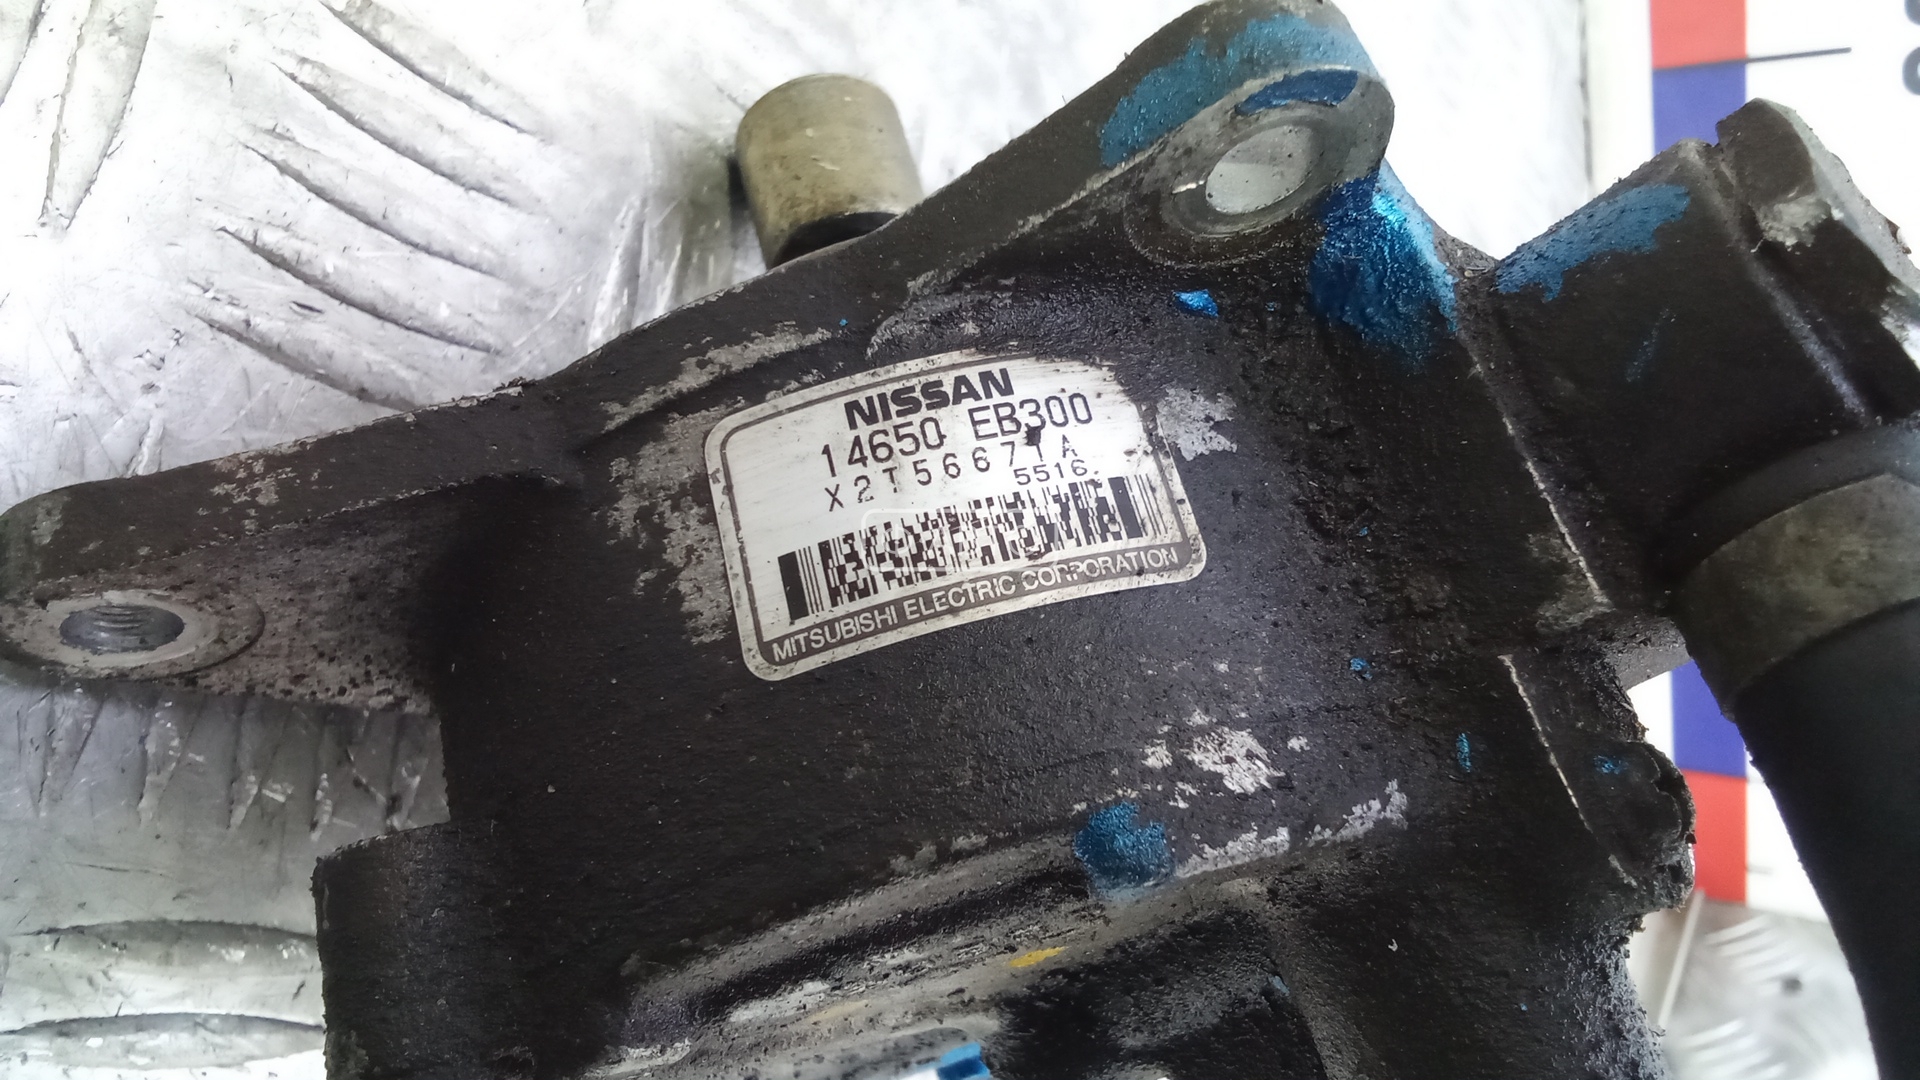 NISSAN
14650 EB300
X2T56671A
5516
MITSUBISHI ELECTRIC CORPORATION